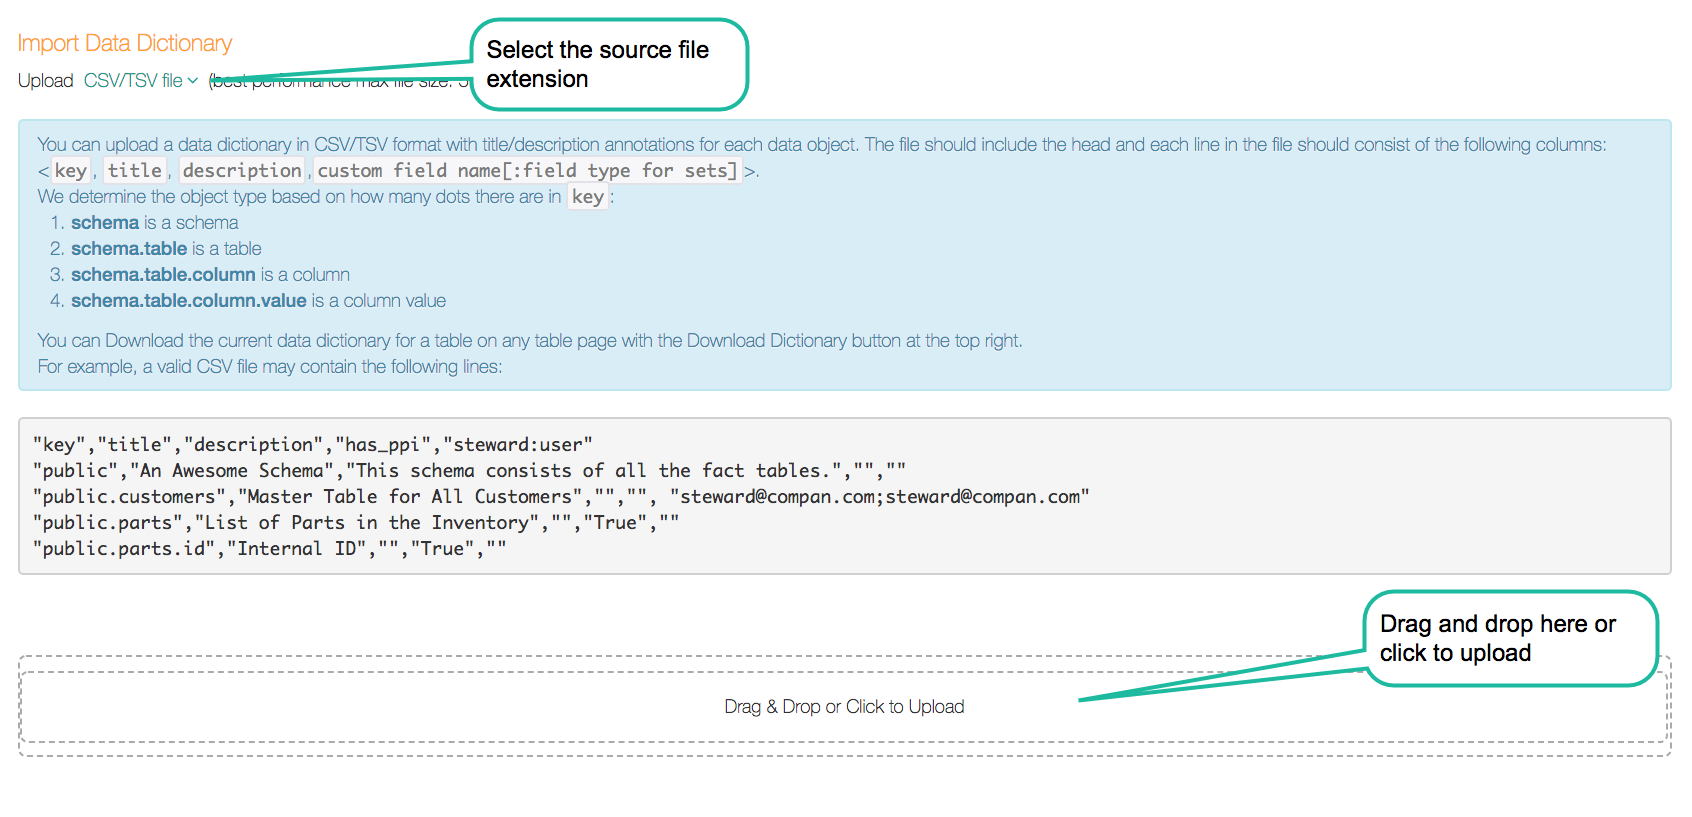 Import Data Dictionary
Select the source file
extension
Upload CSV/TSV file (best performance max file size:
You can upload a data dictionary in CSV/TSV format with title/description annotations for each data object. The file should include the head and each line in the file should consist of the following columns:
<key, title, description,custom field name[:field type for sets]>.
We determine the object type based on how many dots there are in key:
1. schema is a schema
2. schema.table is a table
3. schema.table.column is a column
4. schema.table.column.value is a column value
You can Download the current data dictionary for a table on any table page with the Download Dictionary button at the top right.
For example, a valid CSV file may contain the following lines:
"key","title","description","has_ppi","steward:user"
"public","An Awesome Schema","This schema consists of all the fact tables.","",""
"public.customers","Master Table for All Customers","","", "steward@compan.com;steward@compan.com"
"public.parts","List of Parts in the Inventory","","True",""
"public.parts.id","Internal ID","","True",""
Drag and drop here or
click to upload
Drag & Drop or Click to Upload